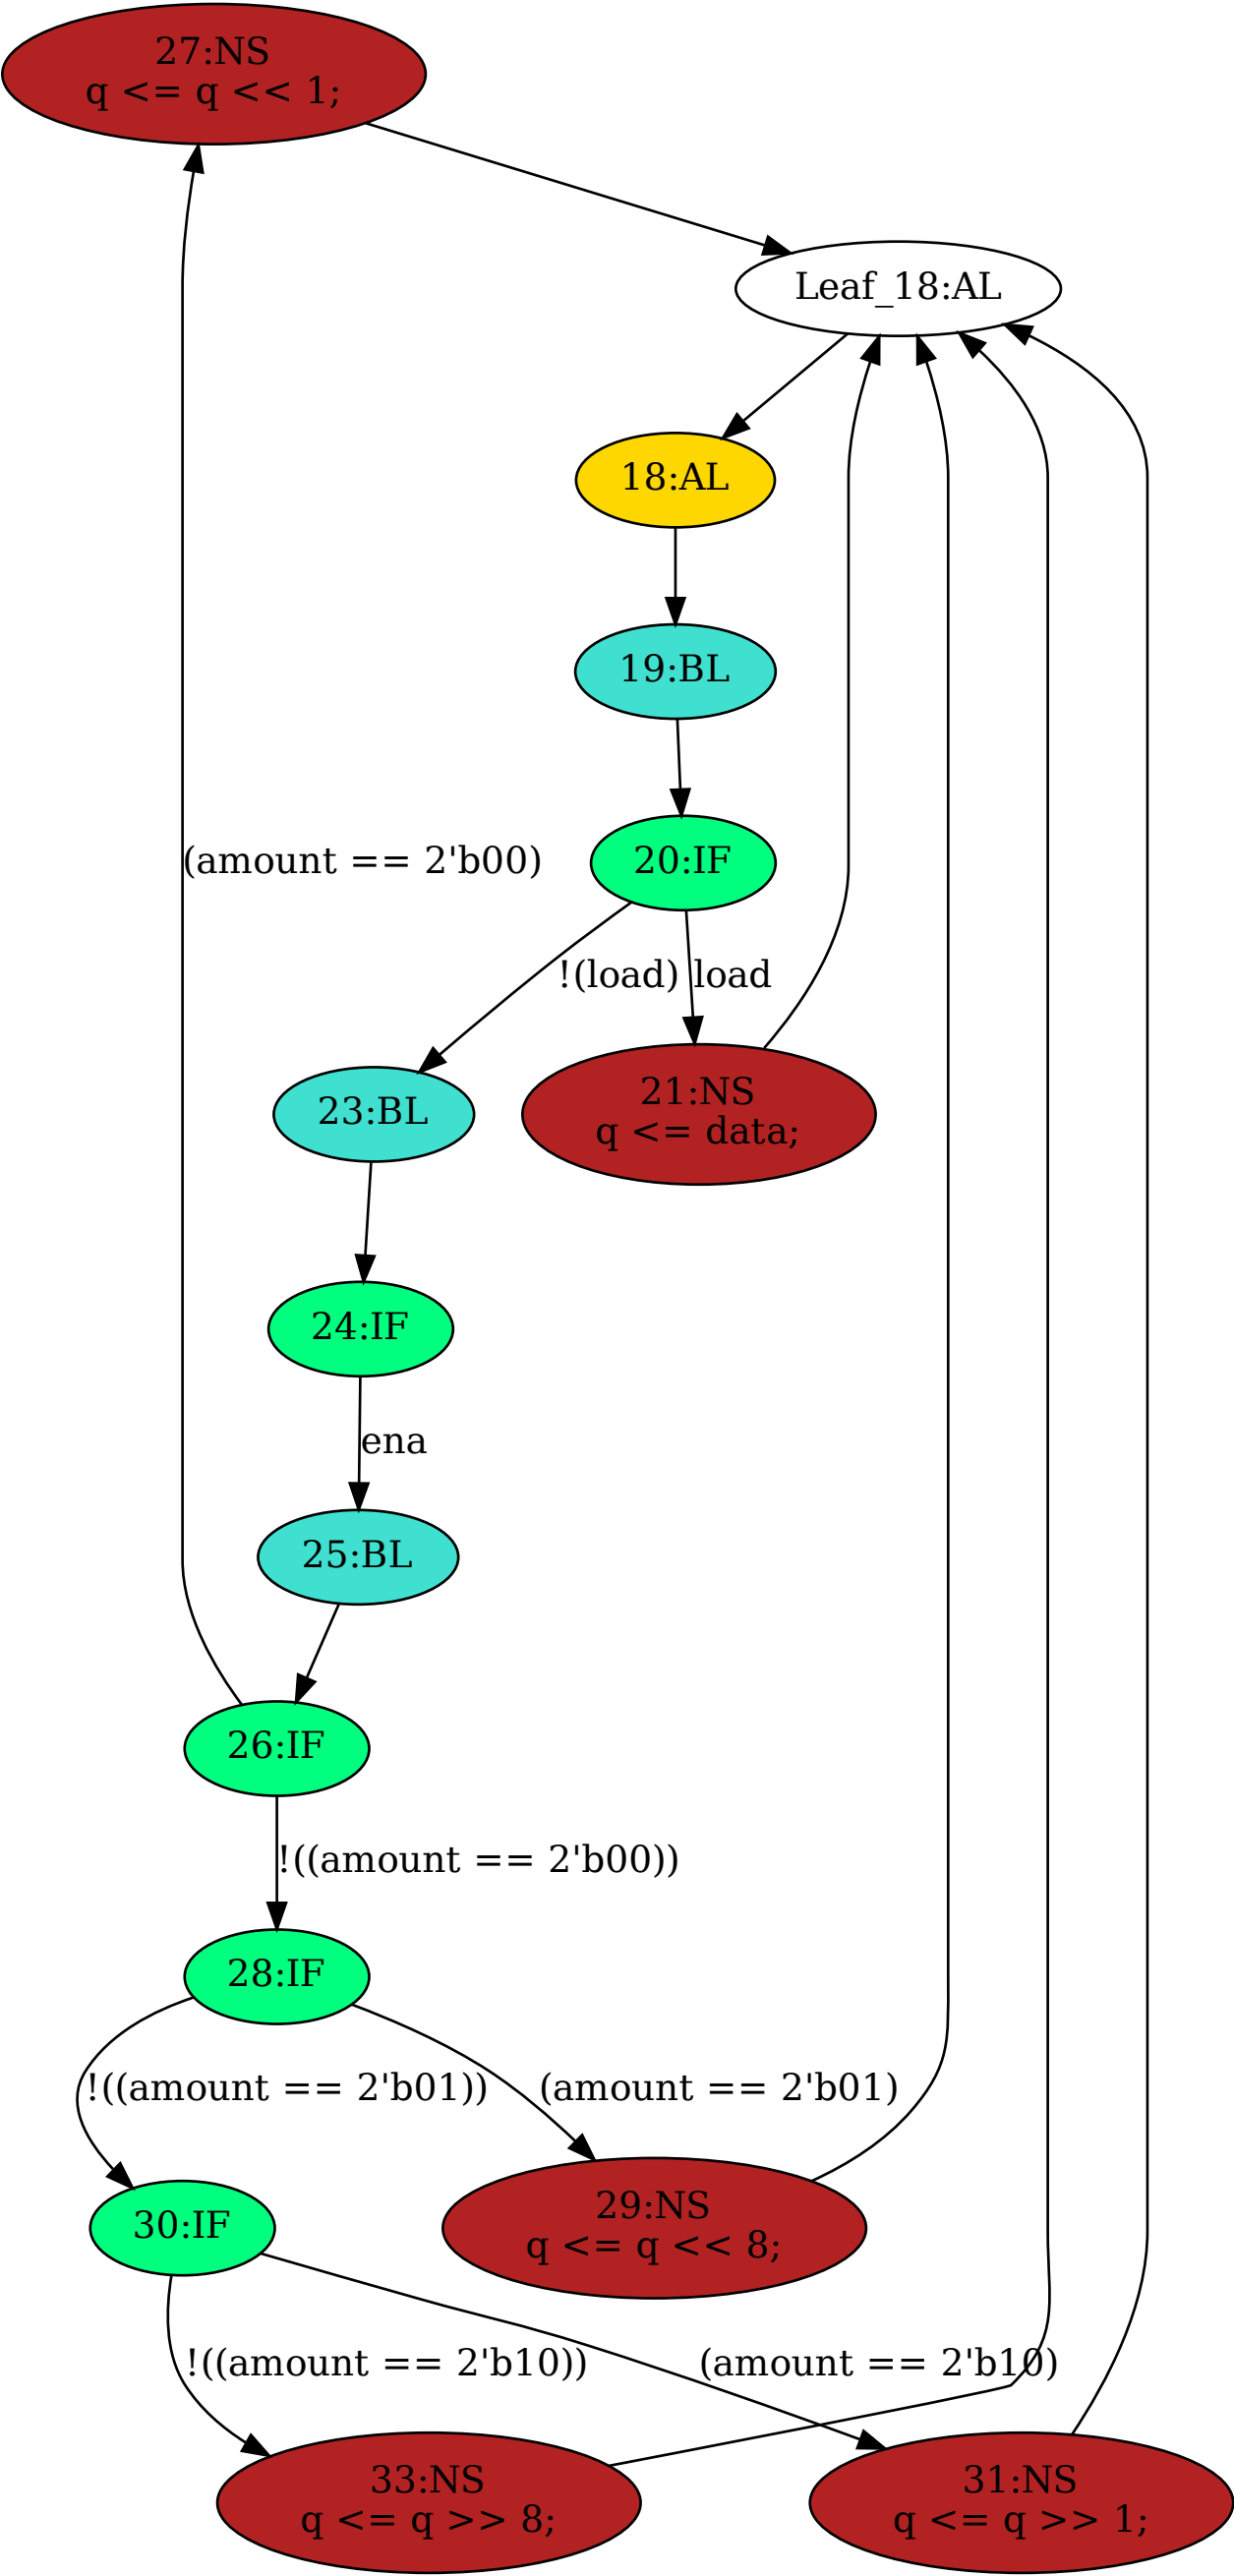 27:NS
q <= q << 1;
Leaf_18:AL
18:AL
19:BL
(amount == 2'b00)
20:IF
!(load)
load
23:BL
21:NS
q <= data;
24:IF
ena
25:BL
26:IF
!((amount == 2'b00))
28:IF
!((amount == 2'b01))
(amount == 2'b01)
30:IF
29:NS
q <= q << 8;
!((amount == 2'b10))
(amount == 2'b10)
33:NS
q <= q >> 8;
31:NS
q <= q >> 1;